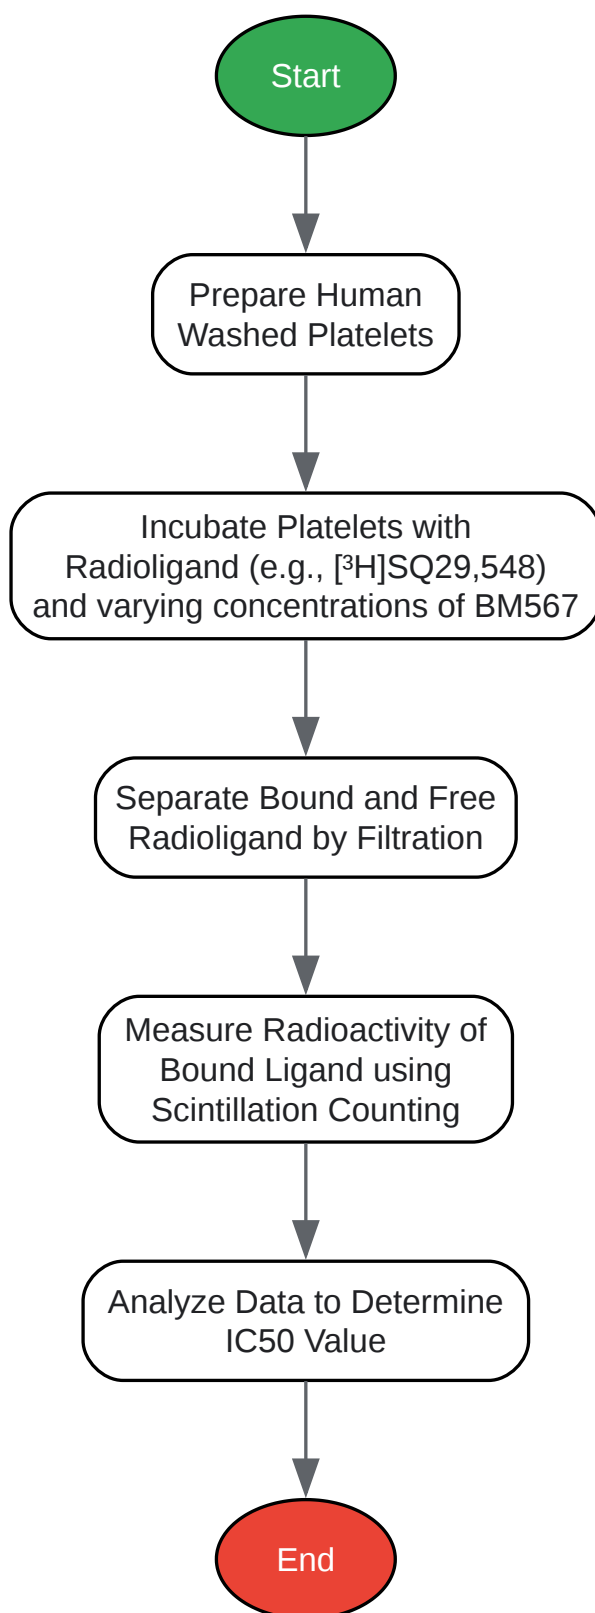 Start
Prepare Human
Washed Platelets
Incubate Platelets with
Radioligand (e.g., [³H]SQ29,548)
and varying concentrations of BM567
Separate Bound and Free
Radioligand by Filtration
Measure Radioactivity of
Bound Ligand using
Scintillation Counting
Analyze Data to Determine
IC50 Value
End